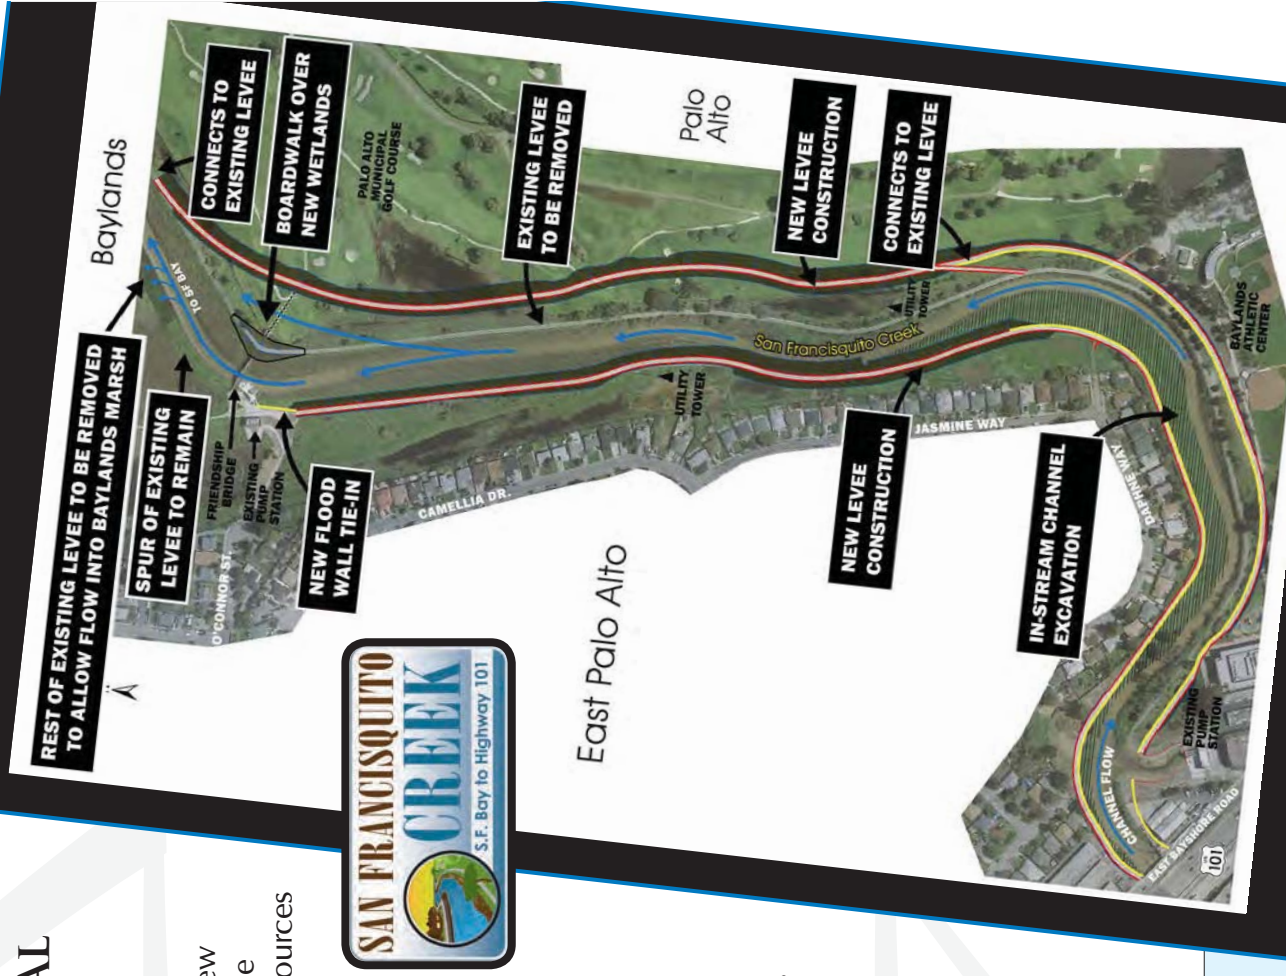 Baylands
CONNECTS TO
EXISTING LEVEE
BOARDWALK OVER
NEW WETLANDS
PALO ALTO
MUNICIPAL
GOLF COURSE
EXISTING LEVEE
TO BE REMOVED
Palo
Alto
NEW LEVEE
CONSTRUCTION
CONNECTS TO
EXISTING LEVEE
REST OF EXISTING LEVEE TO BE REMOVED
TO ALLOW FLOW INTO BAYLANDS MARSH
TO SF BAY
SPUR OF EXISTING
LEVEE TO REMAIN
FRIENDSHIP
BRIDGE
EXISTING
PUMP
STATION
NEW FLOOD
WALL TIE-IN
O'CONNOR ST.
CAMELLIA DR.
UTILITY
TOWER
San Francisquito Creek
UTILITY
TOWER
JASMINE WAY
NEW LEVEE
CONSTRUCTION
DAPHNE WAY
IN-STREAM CHANNEL
EXCAVATION
BAYLANDS
ATHLETIC
CENTER
East Palo Alto
EXISTING
PUMP
STATION
CHANNEL FLOW
EAST BAYSHORE ROAD
101
SAN FRANCISQUITO
CREEK
S.F. Bay to Highway 101
AL
ew
e
ources